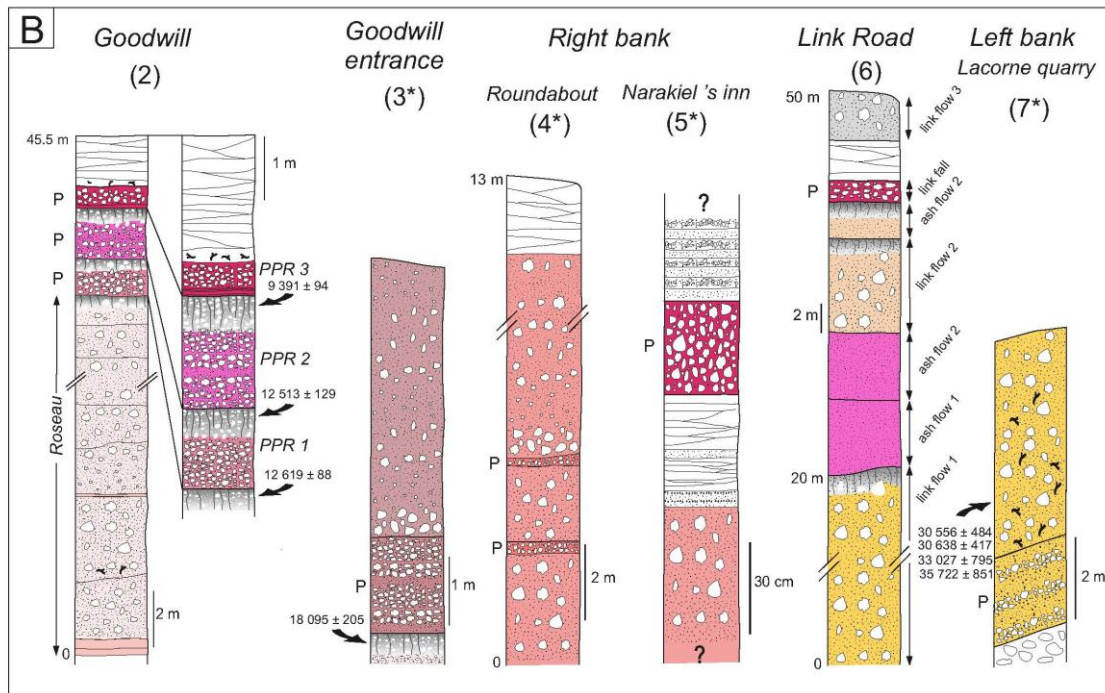 B
Goodwill
(2)
Goodwill
entrance
(3*)
Right bank
Roundabout
(4*)
Narakiel 's inn
(5*)
Link Road
(6)
Left bank
Lacorne quarry
(7*)
45.5 m
P
P
P
Roseau
0
2 m
1 m
PPR 3
9 391 ± 94
PPR 2
12 513 ± 129
PPR 1
12 619 ± 88
P
1 m
18 095 ± 205
13 m
P
P
2 m
0
?
P
30 cm
?
50 m
P
2 m
20 m
0
link flow 3
link fall
ash flow 2
link flow 2
ash flow 2
ash flow 1
link flow 1
30 556 ± 484
30 638 ± 417
33 027 ± 795
35 722 ± 851
P
2 m